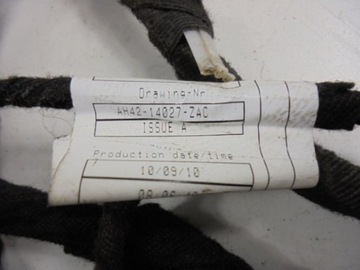 Drawing-Nr
AH42-14027-ZAC
ISSUE A
Production date/time
10/09/10